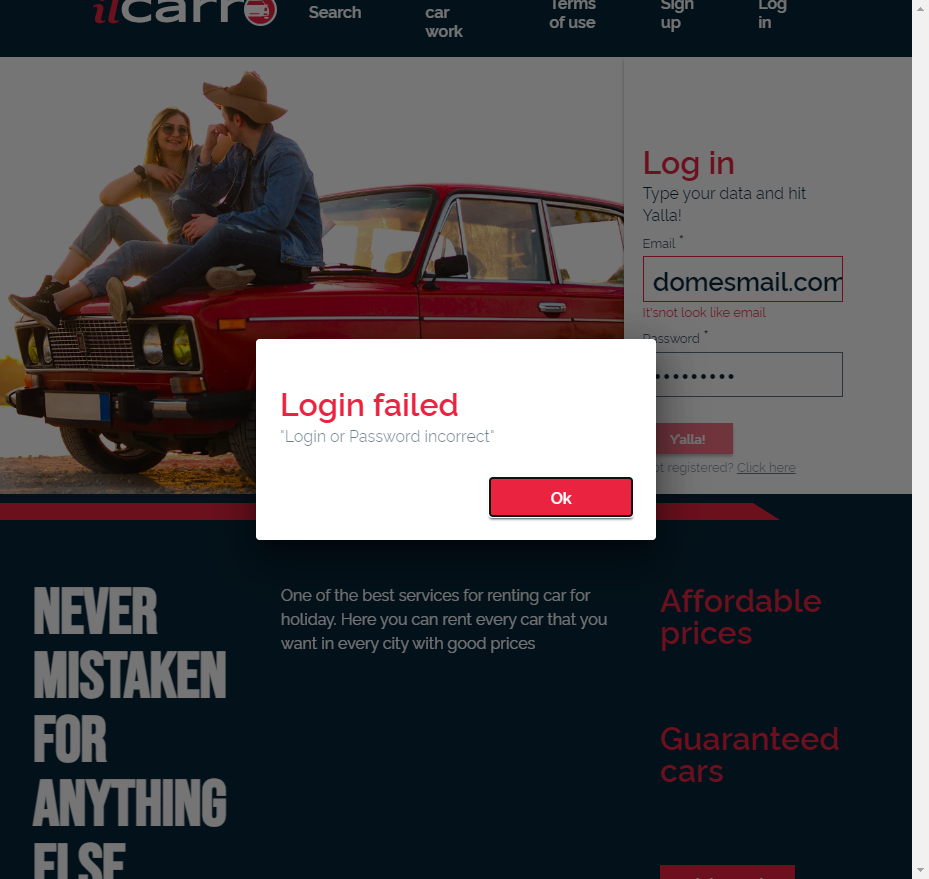 ilcarro
Search
car
work
Terms
of use
Sign
up
Log
in
Log in
Type your data and hit
Yalla!
Email *
domesmail.com
It'snot look like email
Password *
Y'alla!
registered? Click here
Login failed
"Login or Password incorrect"
Ok
NEVER
MISTAKEN
FOR
ANYTHING
ELSE
One of the best services for renting car for
holiday. Here you can rent every car that you
want in every city with good prices
Affordable
prices
Guaranteed
cars